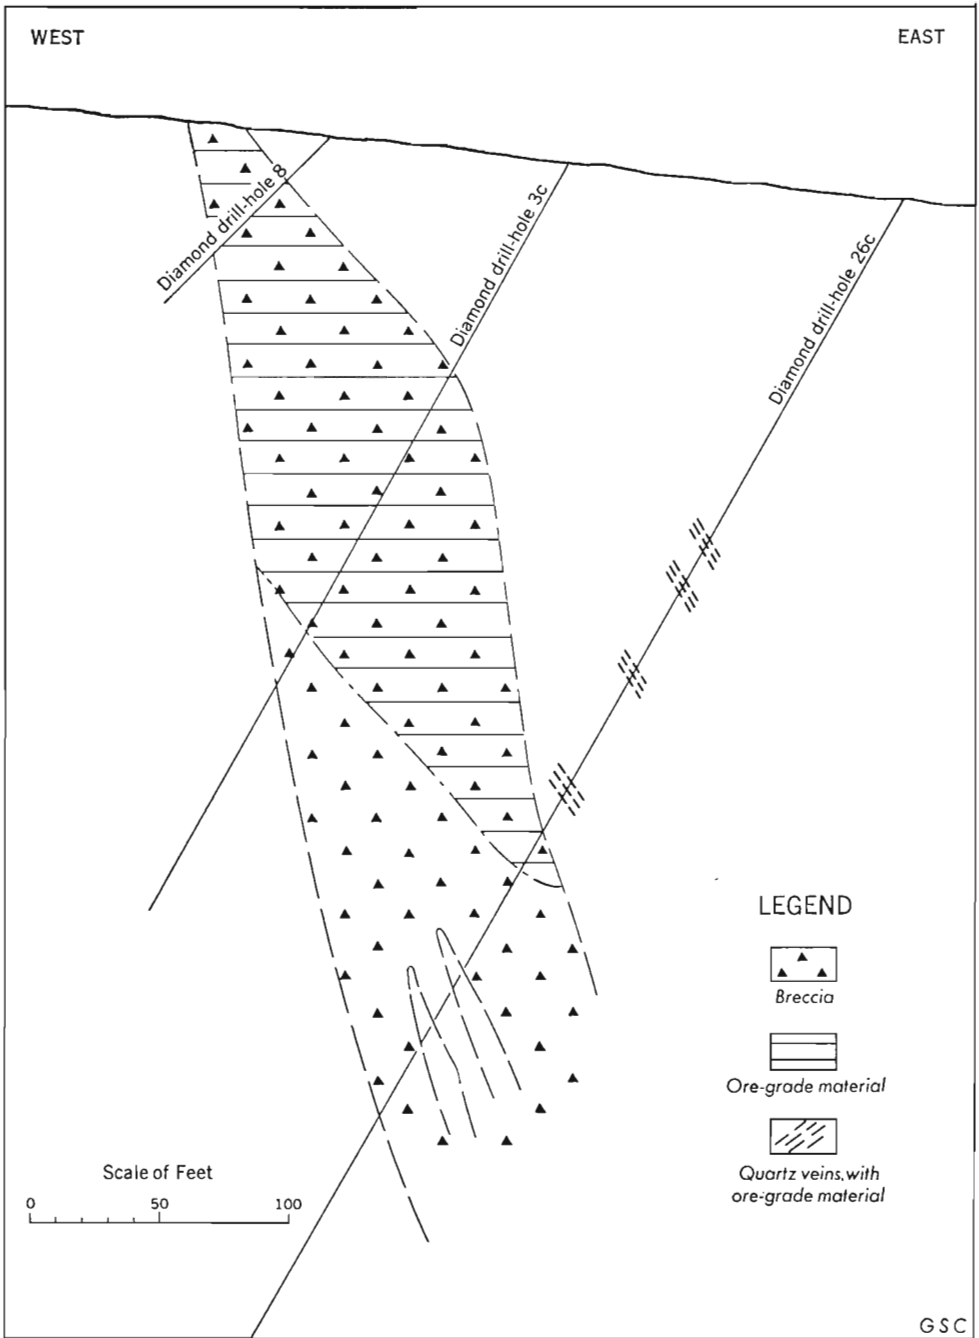 WEST
EAST
Diamond drill-hole 8
Diamond drill-hole 3c
Diamond drill-hole 26c
LEGEND
Breccia
Ore-grade material
Quartz veins, with
ore-grade material
Scale of Feet
0 50 100
GSC